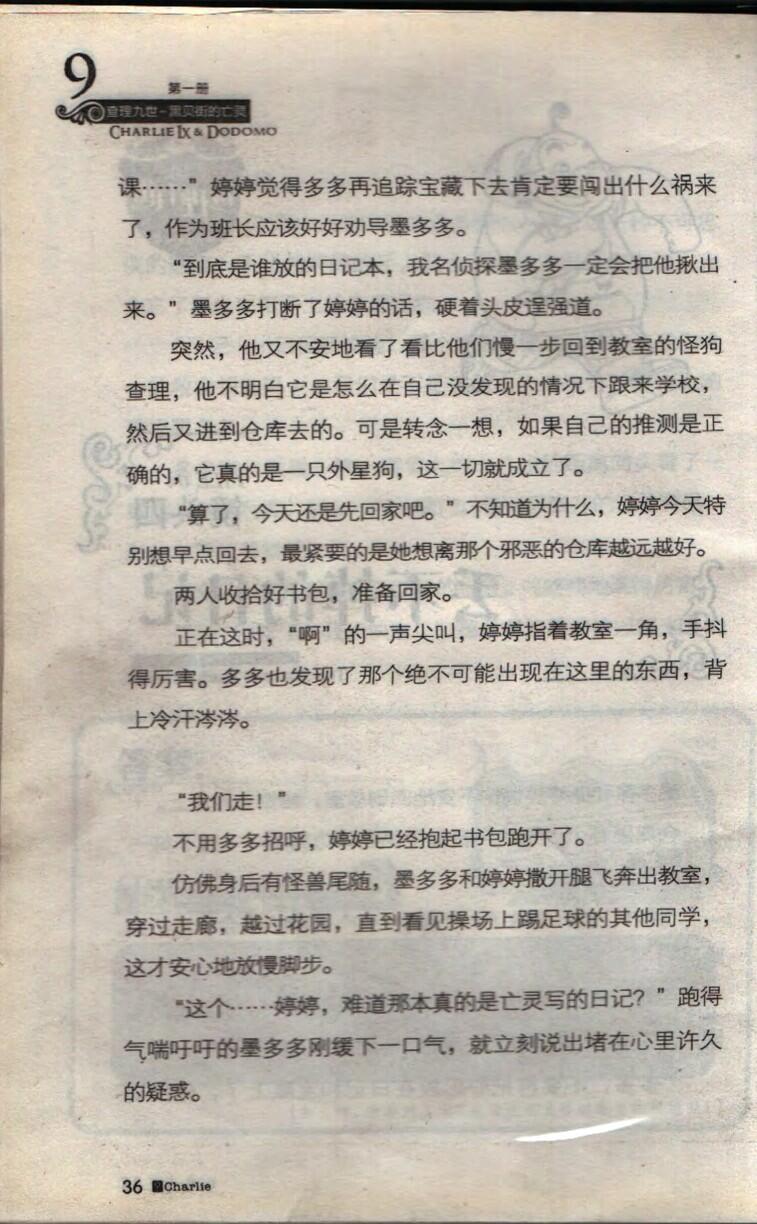 9
第一册
查理九世－黑贝街的亡灵
CHARLIE IX & DODOMO
课……”婷婷觉得多多再追踪宝藏下去肯定要闯出什么祸来
了，作为班长应该好好劝导墨多多。
“到底是谁放的日记本，我名侦探墨多多一定会把他揪出
来。”墨多多打断了婷婷的话，硬着头皮逞强道。
突然，他又不安地看了看比他们慢一步回到教室的怪狗
查理，他不明白它是怎么在自己没发现的情况下跟来学校，
然后又进到仓库去的。可是转念一想，如果自己的推测是正
确的，它真的是一只外星狗，这一切就成立了。
“算了，今天还是先回家吧。”不知道为什么，婷婷今天特
别想早点回去，最紧要的是她想离那个邪恶的仓库越远越好。
两人收拾好书包，准备回家。
正在这时，“啊”的一声尖叫，婷婷指着教室一角，手抖
得厉害。多多也发现了那个绝不可能出现在这里的东西，背
上冷汗涔涔。
“我们走！”
不用多多招呼，婷婷已经抱起书包跑开了。
仿佛身后有怪兽尾随，墨多多和婷婷撒开腿飞奔出教室，
穿过走廊，越过花园，直到看见操场上踢足球的其他同学，
这才安心地放慢脚步。
“这个……婷婷，难道那本真的是亡灵写的日记？”跑得
气喘吁吁的墨多多刚缓下一口气，就立刻说出堵在心里许久
的疑惑。
36 Charlie